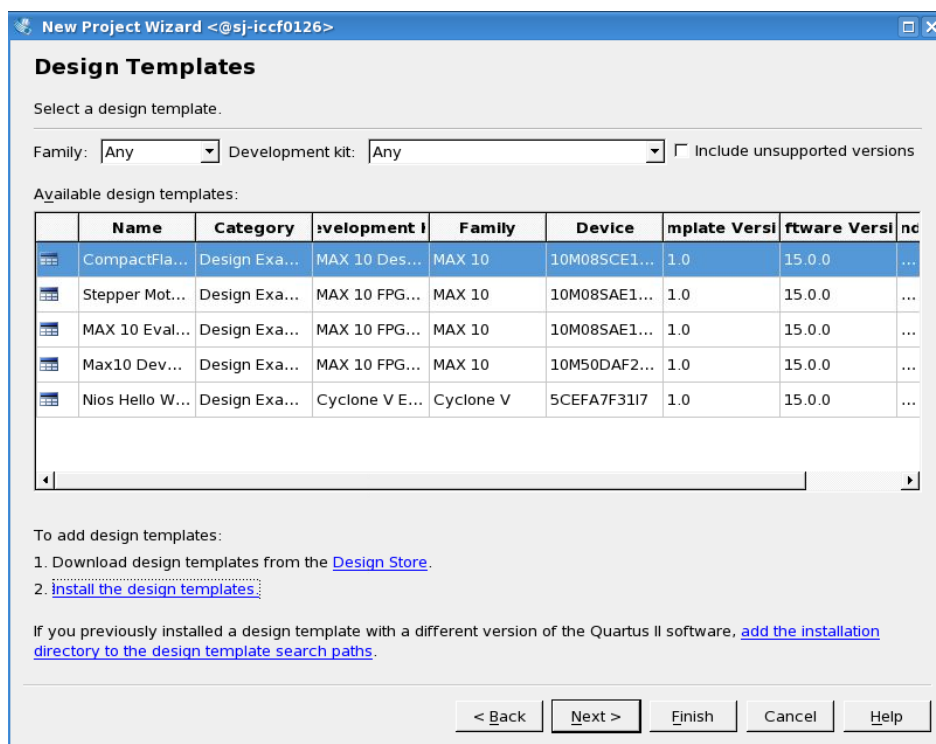 New Project Wizard <@sj-iccf0126>
Design Templates
Select a design template.
Family: Any Development kit: Any Include unsupported versions
Available design templates:
Name Category evelopment Family Device mplate Versi ftware Versi nd
CompactFla... Design Exa... MAX 10 Des... MAX 10 10M08SCE1... 1.0 15.0.0 ...
Stepper Mot... Design Exa... MAX 10 FPG... MAX 10 10M08SAE1... 1.0 15.0.0 ...
MAX 10 Eval... Design Exa... MAX 10 FPG... MAX 10 10M08SAE1... 1.0 15.0.0 ...
Max10 Dev... Design Exa... MAX 10 FPG... MAX 10 10M50DAF2... 1.0 15.0.0 ...
Nios Hello W... Design Exa... Cyclone V E... Cyclone V 5CEFA7F31I7 1.0 15.0.0 ...
To add design templates:
1. Download design templates from the Design Store.
2. Install the design templates.
If you previously installed a design template with a different version of the Quartus II software, add the installation
directory to the design template search paths.
< Back Next > Finish Cancel Help